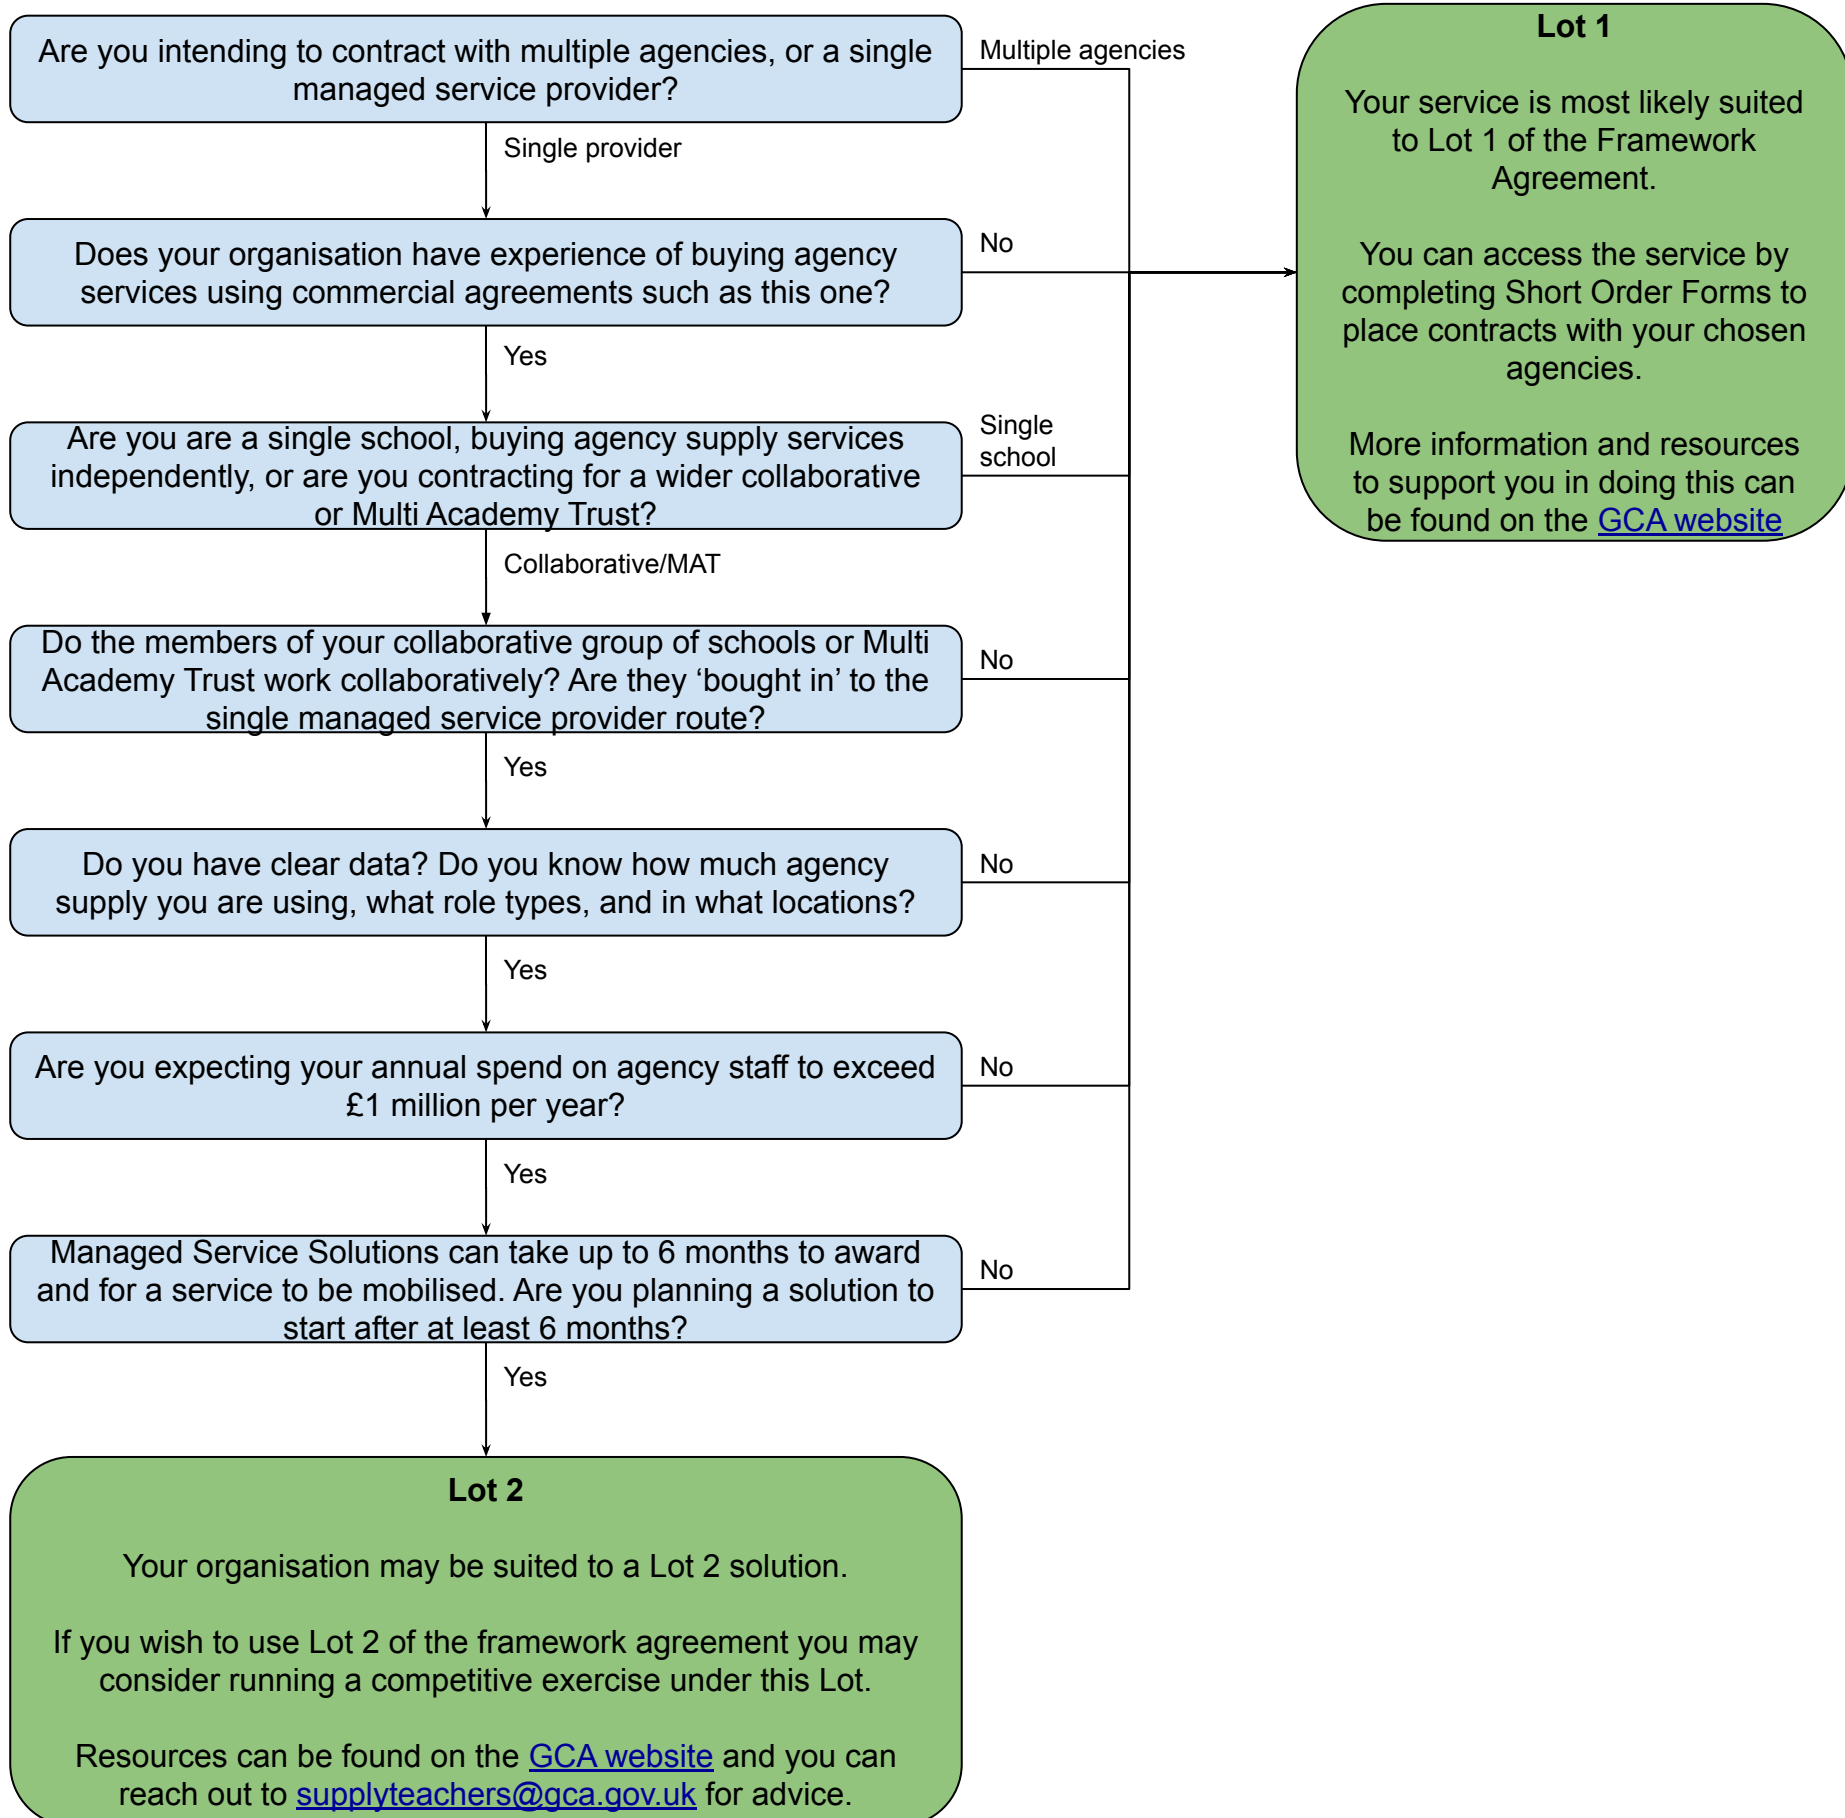 Are you intending to contract with multiple agencies, or a single
managed service provider?
Multiple agencies
Single provider
Does your organisation have experience of buying agency
services using commercial agreements such as this one?
No
Yes
Are you are a single school, buying agency supply services
independently, or are you contracting for a wider collaborative
or Multi Academy Trust?
Single
school
Collaborative/MAT
Do the members of your collaborative group of schools or Multi
Academy Trust work collaboratively? Are they ‘bought in’ to the
single managed service provider route?
No
Yes
Do you have clear data? Do you know how much agency
supply you are using, what role types, and in what locations?
No
Yes
Are you expecting your annual spend on agency staff to exceed
£1 million per year?
No
Yes
Managed Service Solutions can take up to 6 months to award
and for a service to be mobilised. Are you planning a solution to
start after at least 6 months?
No
Yes
Lot 1
Your service is most likely suited
to Lot 1 of the Framework
Agreement.
You can access the service by
completing Short Order Forms to
place contracts with your chosen
agencies.
More information and resources
to support you in doing this can
be found on the GCA website
Lot 2
Your organisation may be suited to a Lot 2 solution.
If you wish to use Lot 2 of the framework agreement you may
consider running a competitive exercise under this Lot.
Resources can be found on the GCA website and you can
reach out to supplyteachers@gca.gov.uk for advice.